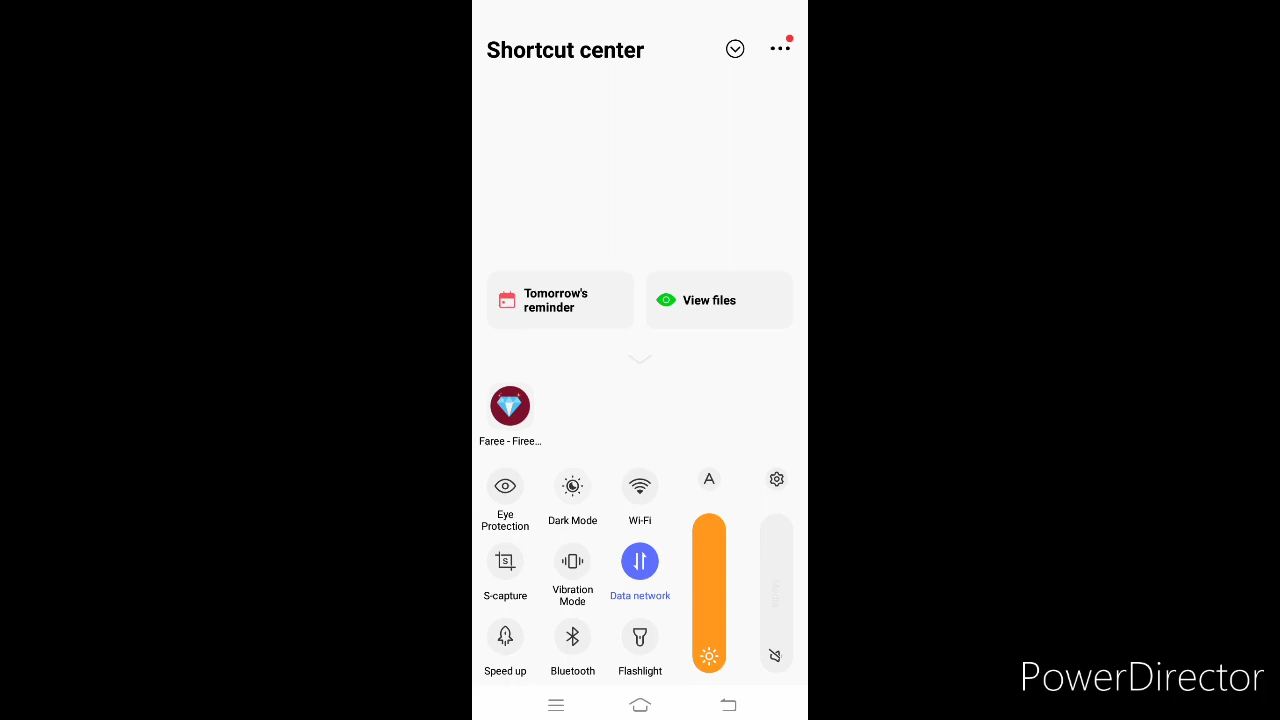 Shortcut center
Tomorrow's
reminder
View files
Faree - Firee...
A
Eye
Protection
Dark Mode
Wi-Fi
S
S-capture
Vibration
Mode
Data network
Speed up
Bluetooth
Flashlight
Media
PowerDirector